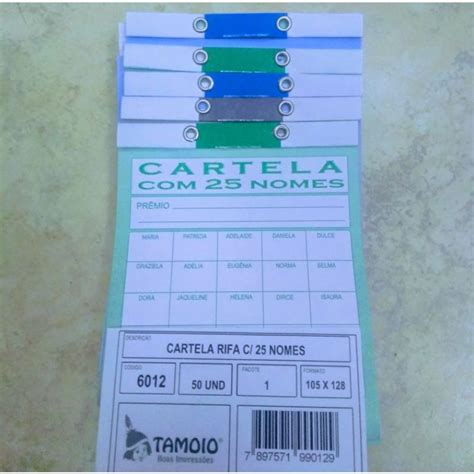 CARTELA
COM 25 NOMES
PRÊMIO
MARIA PATRÍCIA ADELAIDE DANIELA DULCE
GRAZIELA ADÉLIA EUGÊNIA NORMA SELMA
DORA JAQUELINE HELENA DIRCE ISAURA
DESCRIÇÃO
CARTELA RIFA C/ 25 NOMES
CÓDIGO PACOTE FORMATO
6012 50 UND 1 105 X 128
TAMOIO
Boas Impressões
7 897571 990129